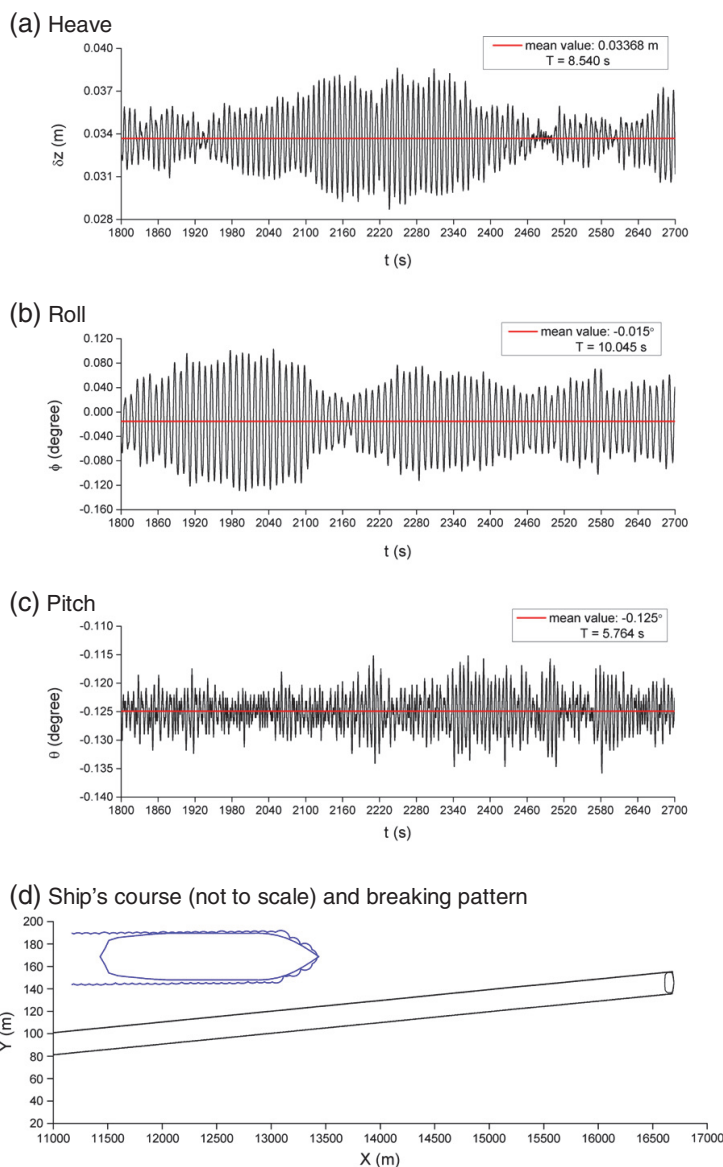 (a) Heave
mean value: 0.03368 m
T = 8.540 s
0.040
0.037
0.034
0.031
0.028
δz (m)
1800 1860 1920 1980 2040 2100 2160 2220 2280 2340 2400 2460 2520 2580 2640 2700
t (s)
(b) Roll
mean value: -0.015°
T = 10.045 s
0.120
0.080
0.040
0.000
-0.040
-0.080
-0.120
-0.160
ϕ (degree)
1800 1860 1920 1980 2040 2100 2160 2220 2280 2340 2400 2460 2520 2580 2640 2700
t (s)
(c) Pitch
mean value: -0.125°
T = 5.764 s
-0.110
-0.115
-0.120
-0.125
-0.130
-0.135
-0.140
θ (degree)
1800 1860 1920 1980 2040 2100 2160 2220 2280 2340 2400 2460 2520 2580 2640 2700
t (s)
(d) Ship's course (not to scale) and breaking pattern
200
180
160
140
120
100
80
60
40
20
Y (m)
11000 11500 12000 12500 13000 13500 14000 14500 15000 15500 16000 16500 17000
X (m)